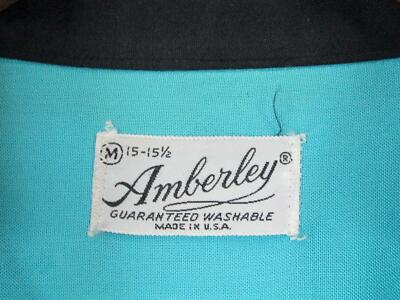 M 15-15½
Amberley®
GUARANTEED WASHABLE
MADE IN U.S.A.